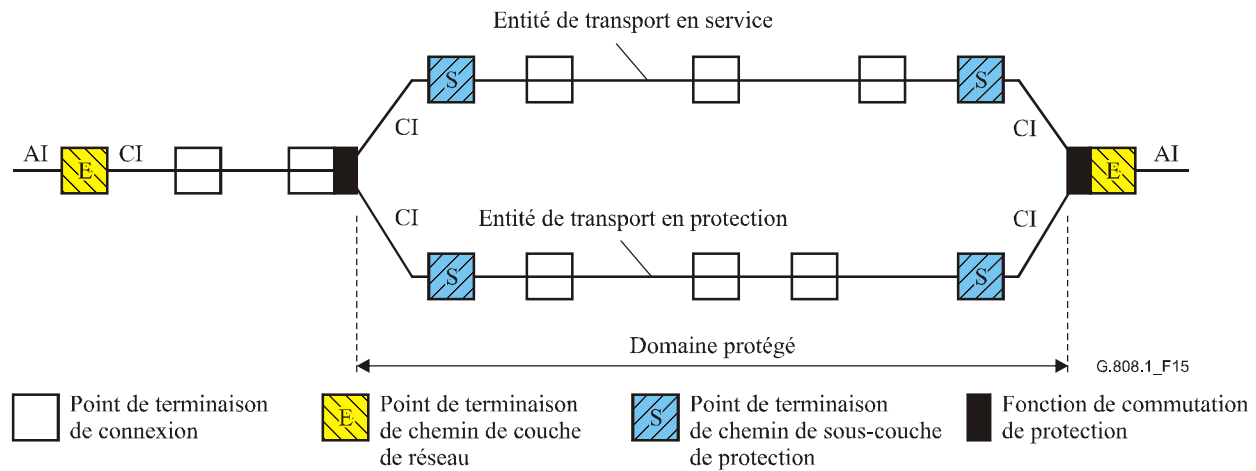 Entité de transport en service
S
S
CI
CI
AI
E
CI
E
AI
CI
Entité de transport en protection
CI
S
S
Domaine protégé
G.808.1_F15
Point de terminaison
de connexion
E
Point de terminaison
de chemin de couche
de réseau
S
Point de terminaison
de chemin de sous-couche
de protection
Fonction de commutation
de protection